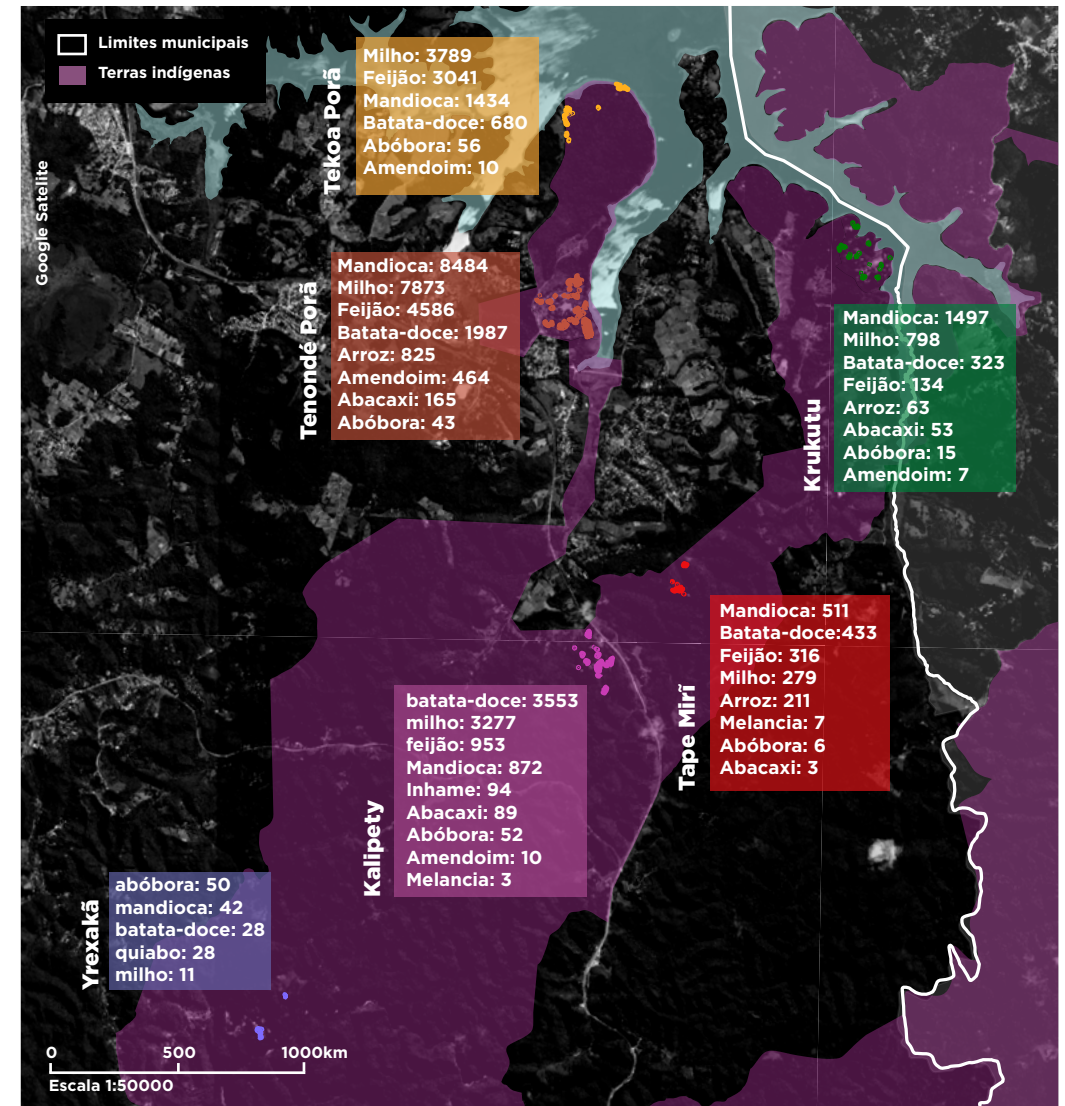 Limites municipais
Terras indígenas
Google Satelite
Tekoa Porã
Milho: 3789
Feijão: 3041
Mandioca: 1434
Batata-doce: 680
Abóbora: 56
Amendoim: 10
Tenondé Porã
Mandioca: 8484
Milho: 7873
Feijão: 4586
Batata-doce: 1987
Arroz: 825
Amendoim: 464
Abacaxi: 165
Abóbora: 43
Krukutu
Mandioca: 1497
Milho: 798
Batata-doce: 323
Feijão: 134
Arroz: 63
Abacaxi: 53
Abóbora: 15
Amendoim: 7
Tape Mirĩ
Mandioca: 511
Batata-doce:433
Feijão: 316
Milho: 279
Arroz: 211
Melancia: 7
Abóbora: 6
Abacaxi: 3
Kalipety
batata-doce: 3553
milho: 3277
feijão: 953
Mandioca: 872
Inhame: 94
Abacaxi: 89
Abóbora: 52
Amendoim: 10
Melancia: 3
Yrexakã
abóbora: 50
mandioca: 42
batata-doce: 28
quiabo: 28
milho: 11
0 500 1000km
Escala 1:50000